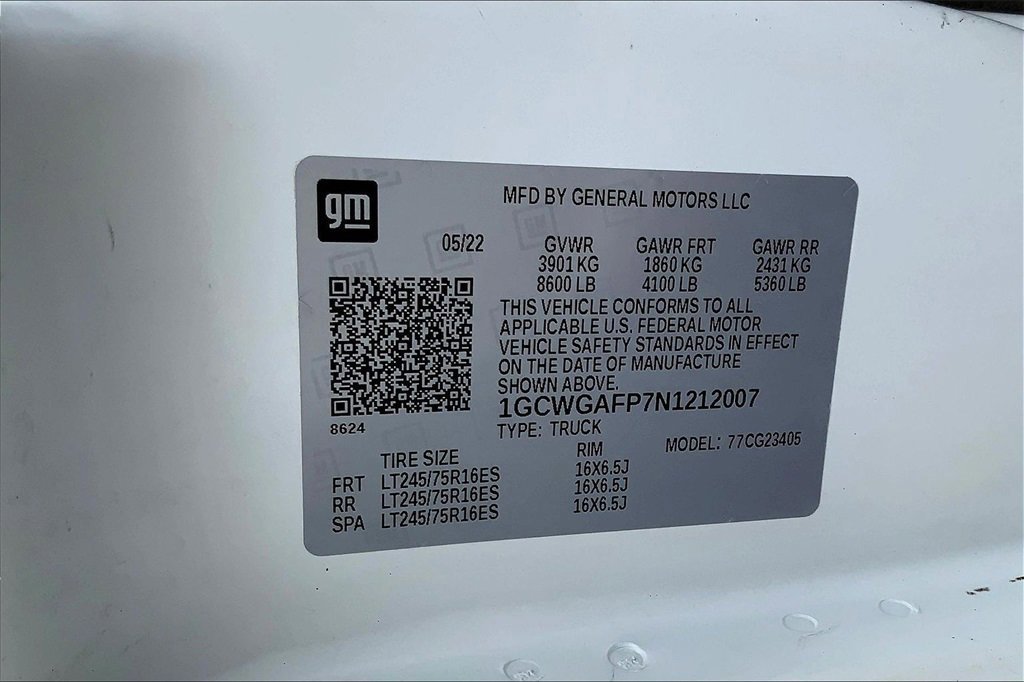 gm
MFD BY GENERAL MOTORS LLC
05/22 GVWR GAWR FRT GAWR RR
3901 KG 1860 KG 2431 KG
8600 LB 4100 LB 5360 LB
THIS VEHICLE CONFORMS TO ALL
APPLICABLE U.S. FEDERAL MOTOR
VEHICLE SAFETY STANDARDS IN EFFECT
ON THE DATE OF MANUFACTURE
SHOWN ABOVE.
1GCWGAFP7N1212007
8624
TYPE: TRUCK MODEL: 77CG23405
TIRE SIZE RIM
FRT LT245/75R16ES 16X6.5J
RR LT245/75R16ES 16X6.5J
SPA LT245/75R16ES 16X6.5J